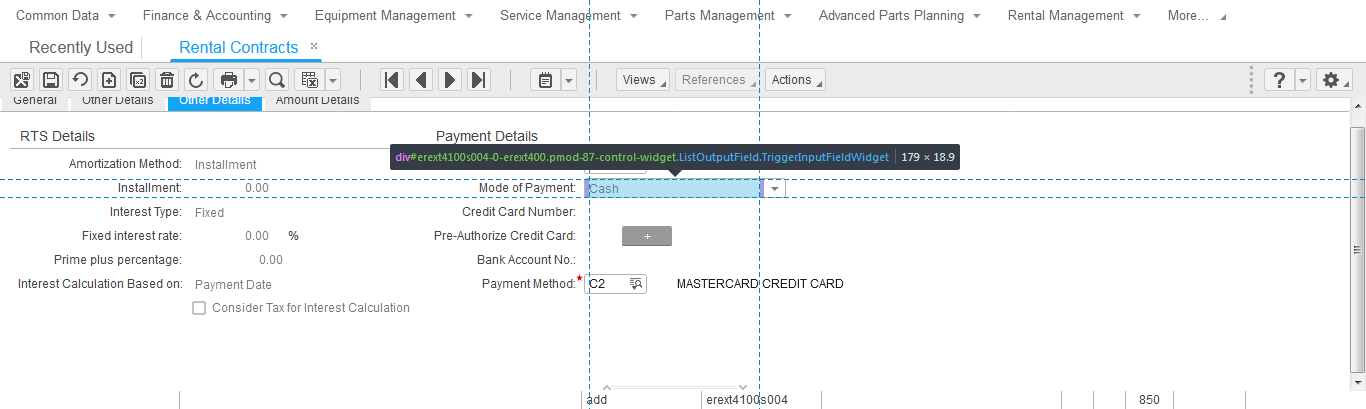 Common Data Finance & Accounting Equipment Management Service Management Parts Management Advanced Parts Planning Rental Management More...
Recently Used Rental Contracts ×
Views References Actions ?
General Other Details Other Details Amount Details
RTS Details Payment Details
div#erext4100s004-0-erext400.pmod-87-control-widget.ListOutputField.TriggerInputFieldWidget 179 × 18.9
Amortization Method: Installment
Installment: 0.00 Mode of Payment: Cash
Interest Type: Fixed Credit Card Number:
Fixed interest rate: 0.00 % Pre-Authorize Credit Card: +
Prime plus percentage: 0.00 Bank Account No.:
Interest Calculation Based on: Payment Date Payment Method: * C2 MASTERCARD CREDIT CARD
Consider Tax for Interest Calculation
add erext4100s004 850